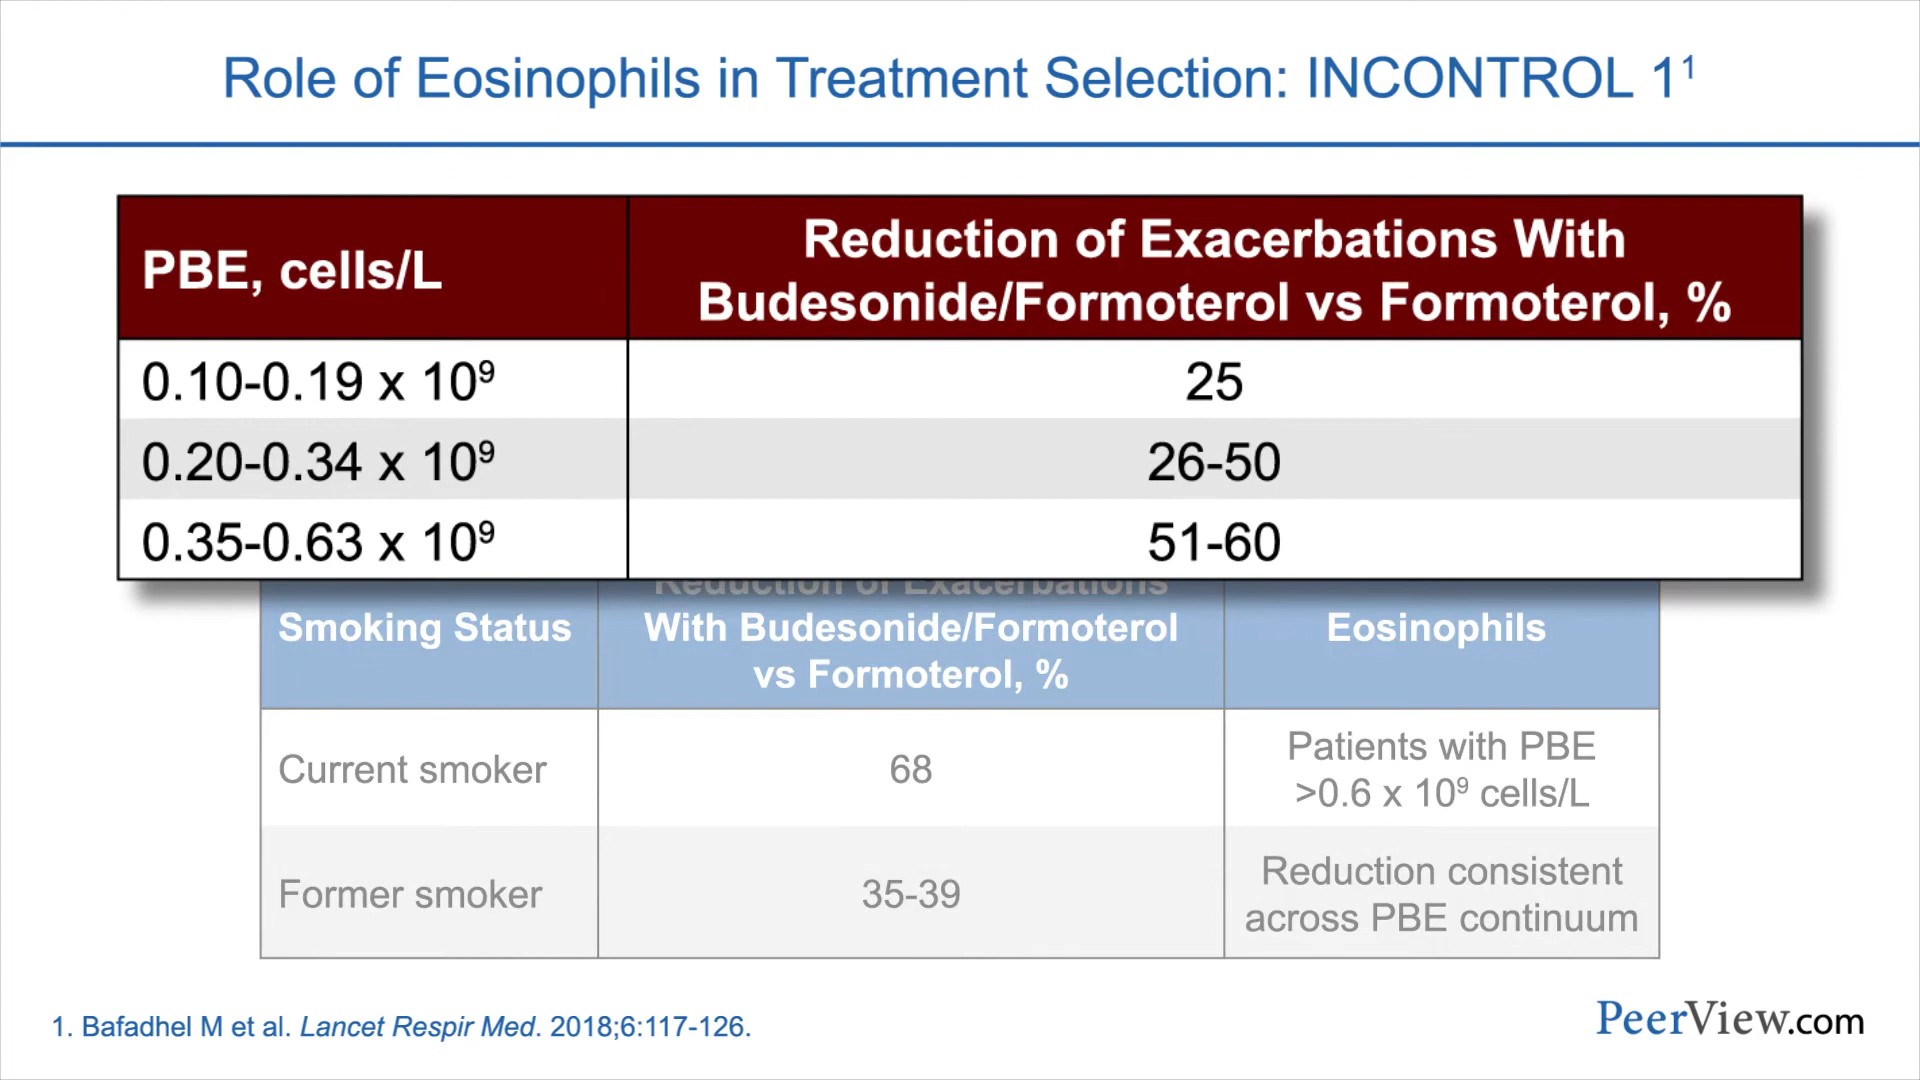 Role of Eosinophils in Treatment Selection: INCONTROL 1¹
PBE, cells/L
Reduction of Exacerbations With
Budesonide/Formoterol vs Formoterol, %
0.10-0.19 x 10⁹
25
0.20-0.34 x 10⁹
26-50
0.35-0.63 x 10⁹
51-60
Smoking Status
Reduction of Exacerbations
With Budesonide/Formoterol
vs Formoterol, %
Eosinophils
Current smoker
68
Patients with PBE
>0.6 x 10⁹ cells/L
Former smoker
35-39
Reduction consistent
across PBE continuum
1. Bafadhel M et al. Lancet Respir Med. 2018;6:117-126.
PeerView.com